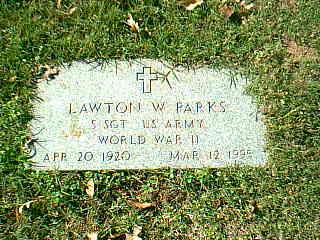 LAWTON W PARKS
S SGT US ARMY
WORLD WAR II
APR 20 1920 MAR 12 1995